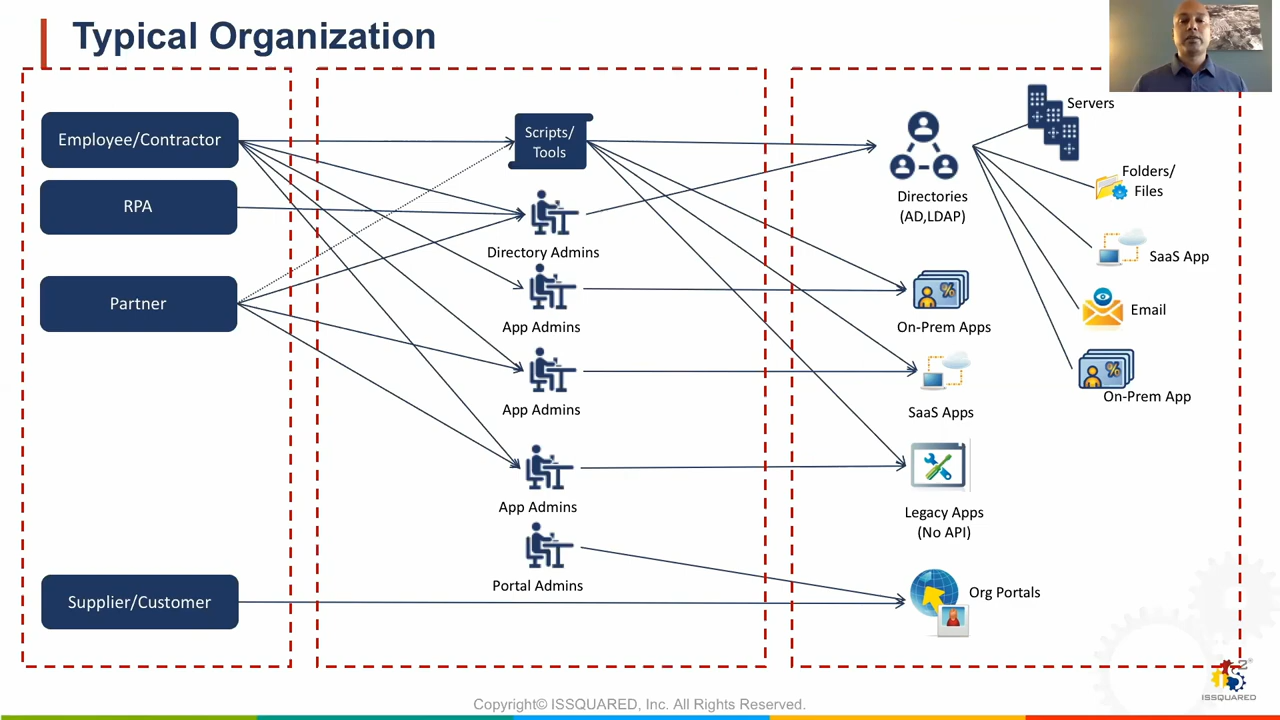 Typical Organization
Employee/Contractor
RPA
Partner
Supplier/Customer
Scripts/
Tools
Directory Admins
App Admins
App Admins
App Admins
Portal Admins
Directories
(AD,LDAP)
On-Prem Apps
SaaS Apps
Legacy Apps
(No API)
Org Portals
Servers
Folders/
Files
SaaS App
Email
On-Prem App
%
%
Copyright© ISSQUARED, Inc. All Rights Reserved.
2®
ISSQUARED